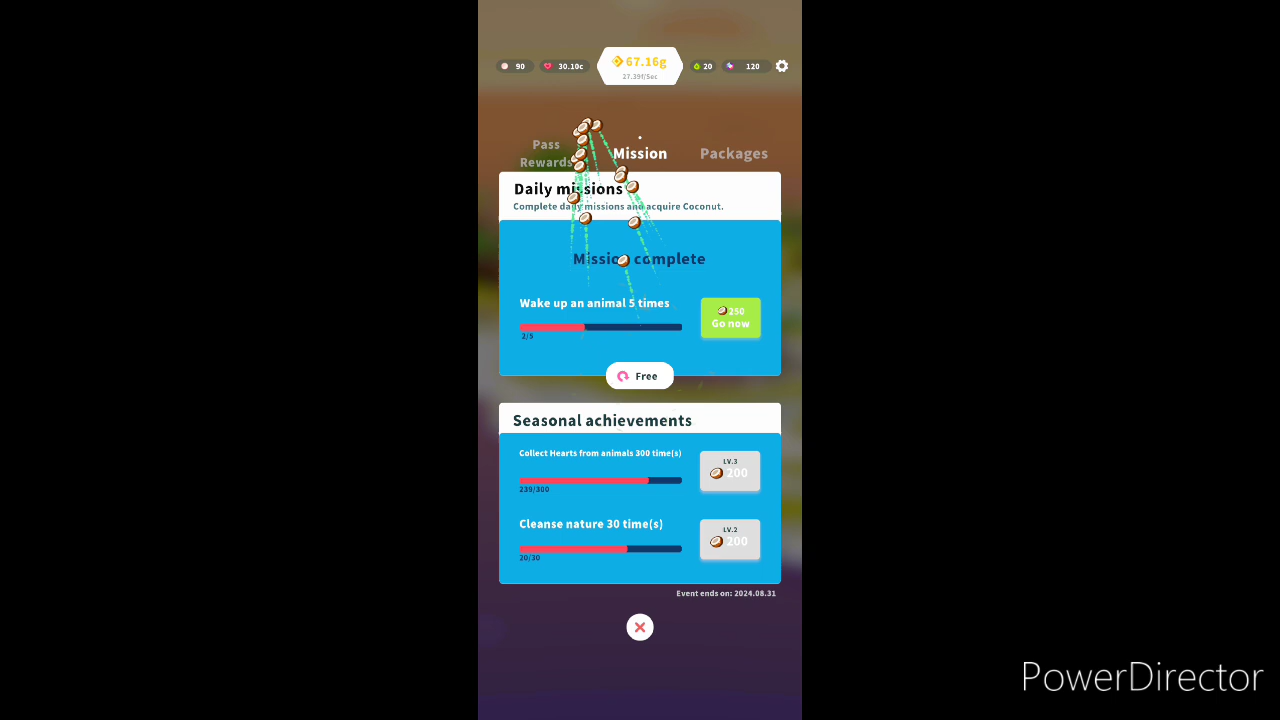 90
30.10c
67.16g
27.39f/Sec
20
120
Pass
Rewards
Mission
Packages
Daily missions
Complete daily missions and acquire Coconut.
Mission complete
Wake up an animal 5 times
2/5
250
Go now
Free
Seasonal achievements
Collect Hearts from animals 300 time(s)
239/300
LV.3
200
Cleanse nature 30 time(s)
20/30
LV.2
200
Event ends on: 2024.08.31
PowerDirector